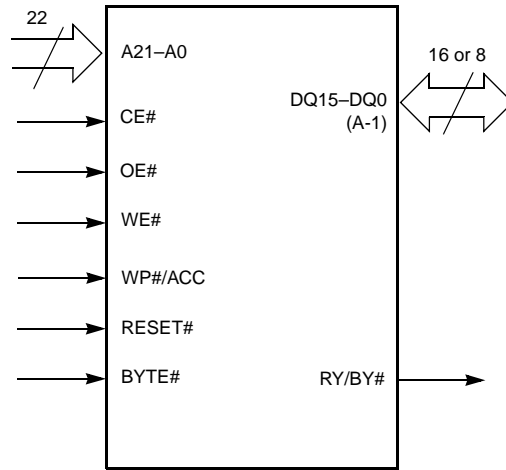 22
A21–A0
16 or 8
DQ15–DQ0
(A-1)
CE#
OE#
WE#
WP#/ACC
RESET#
BYTE#
RY/BY#